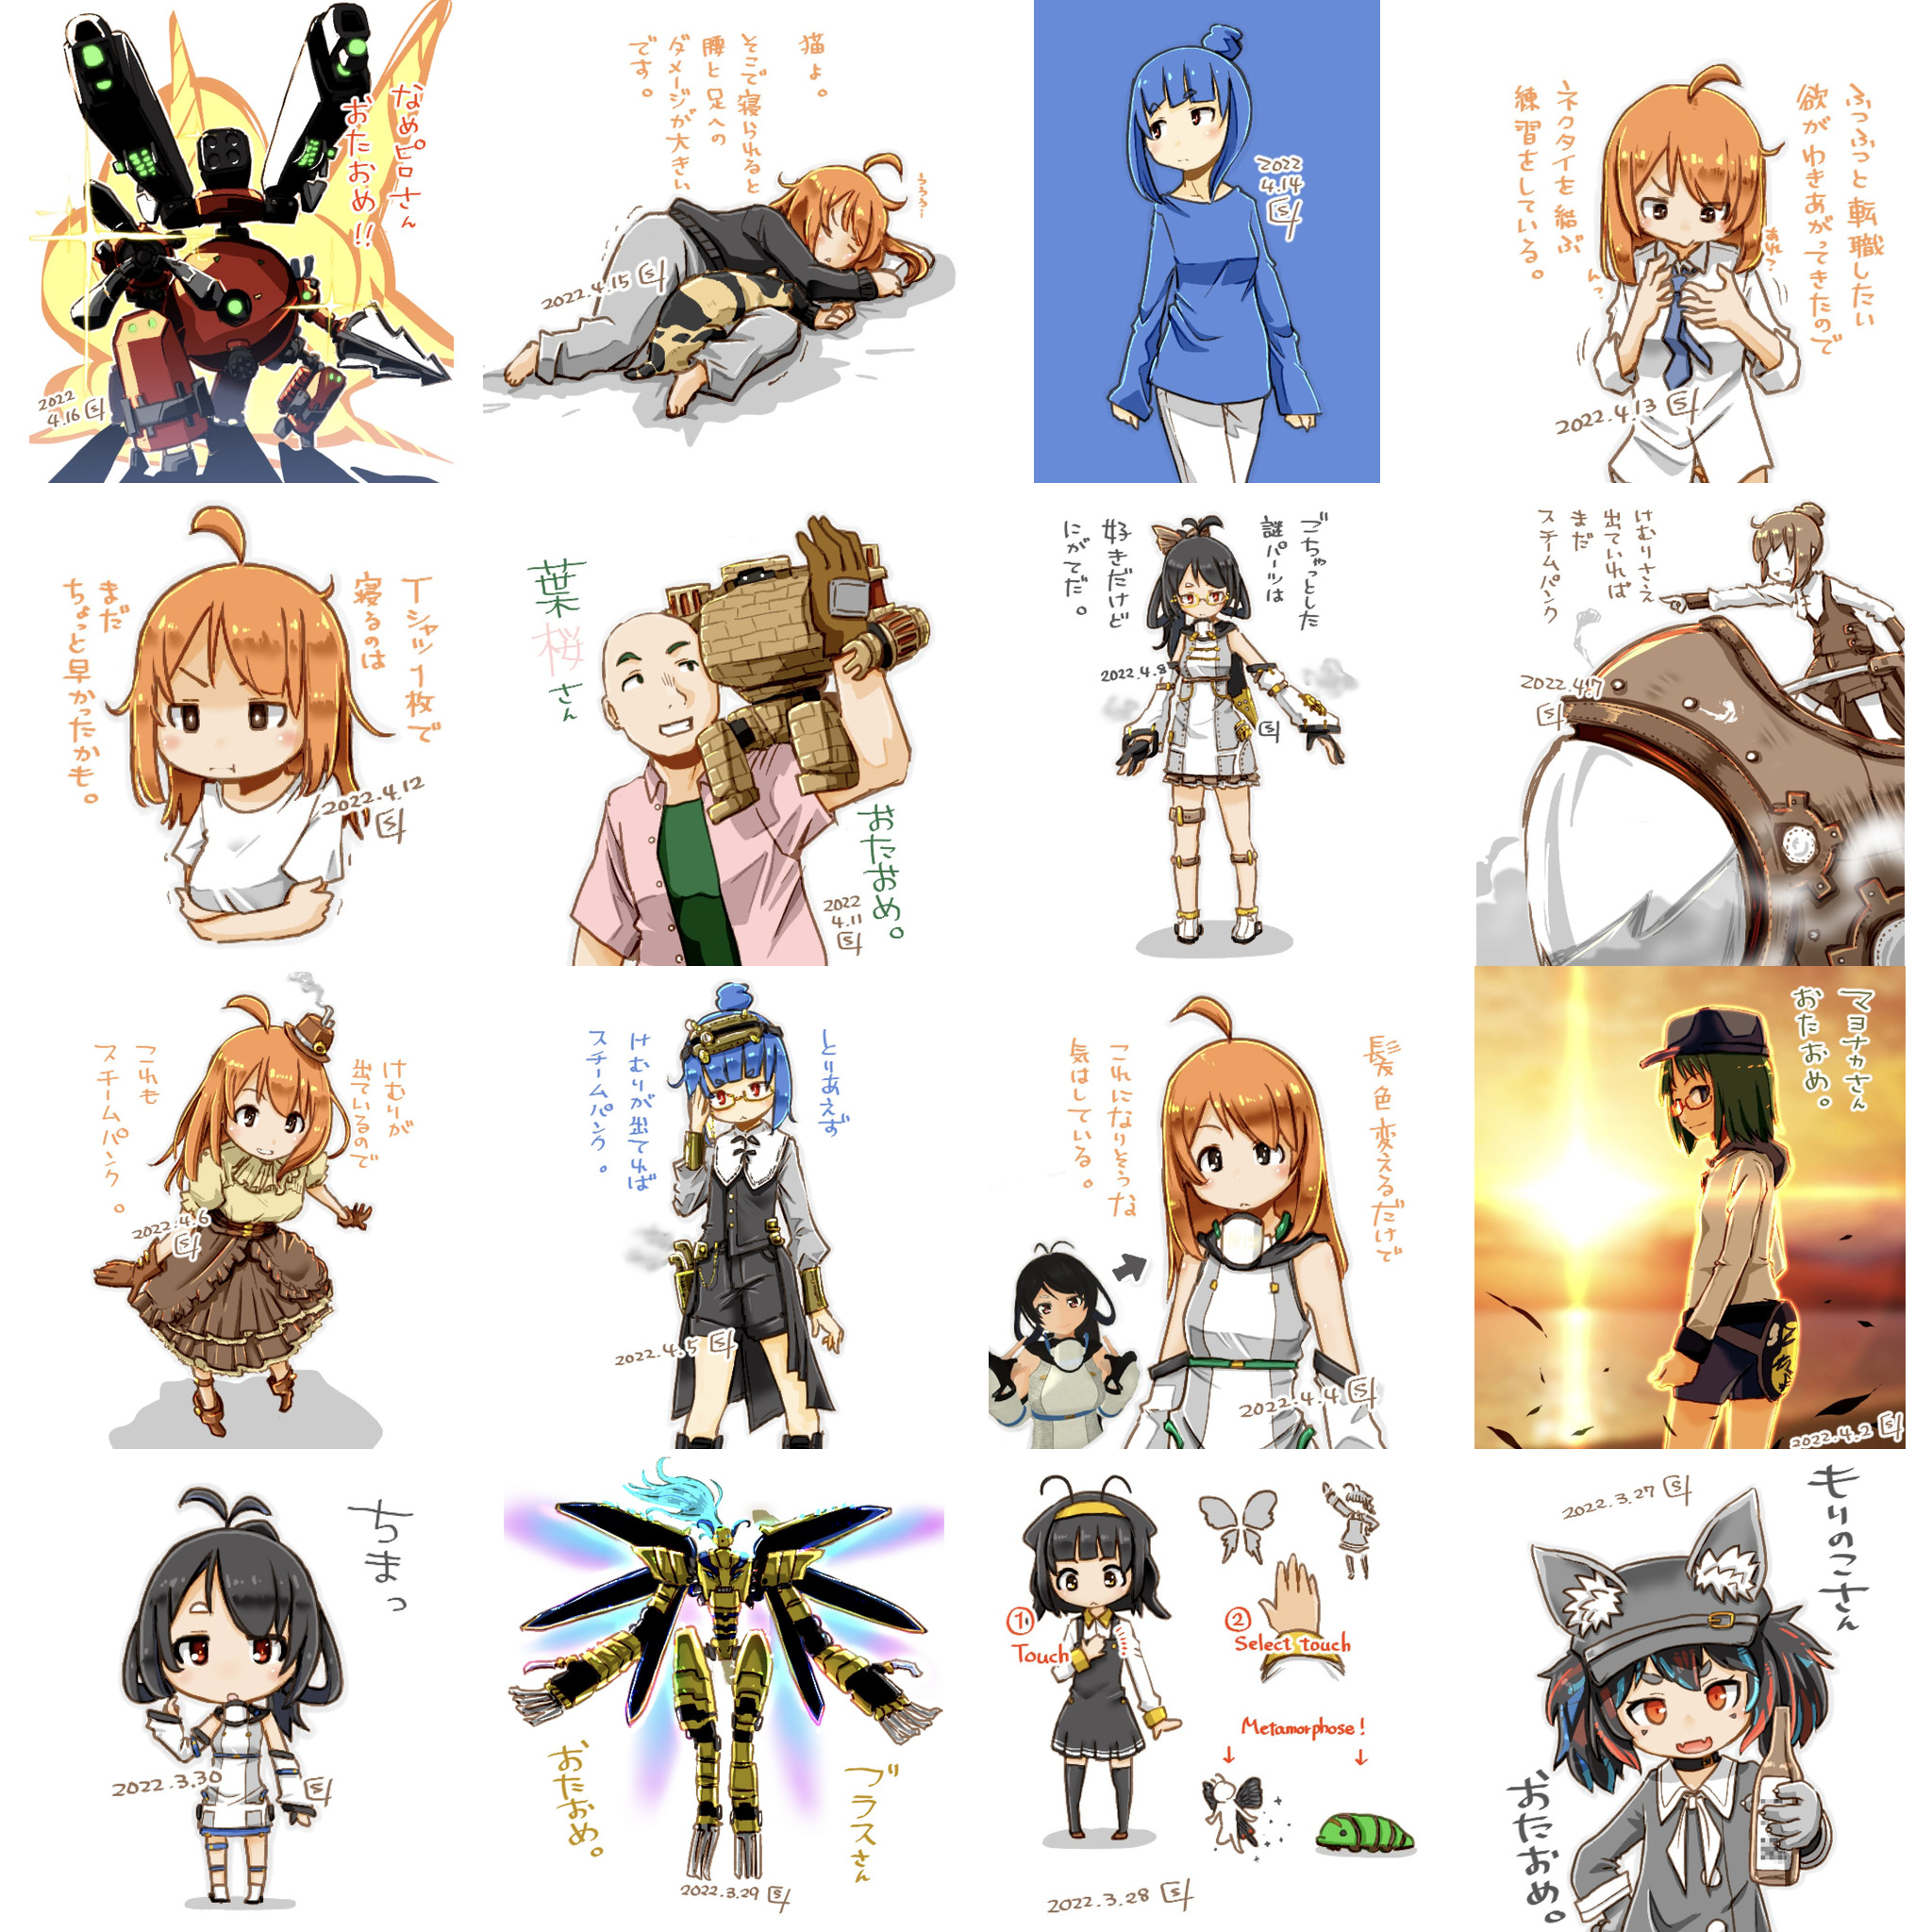 なめピロさん
おたおめ!!
2022
4.16
猫よ。
そこで寝られると
腰と足への
ダメージが大きい
です。
うううー
2022.4.15
2022
4.14
ふつふつと転職したい
欲がわきあがってきたので
ネクタイを結ぶ
練習をしている。
あれ?
ん?
2022.4.13
Tシャツ1枚で
寝るのは
まだ
ちょっと早かったかも。
2022.4.12
葉桜さん
おたおめ。
2022
4.11
ごちゃっとした
謎パーツは
好きだけど
にがてだ。
2022.4.8
けむりさえ
出ていれば
まだ
スチームパンク
2022.4.7
けむりが
出ているので
これも
スチームパンク。
2022.4.6
とりあえず
けむりが出てれば
スチームパンク。
2022.4.5
髪色変えるだけで
これになりそうな
気はしている。
2022.4.4
マヨナカさん
おたおめ。
2022.4.2
ちまっ
2022.3.30
ブラスさん
おたおめ。
2022.3.29
①
Touch
②
Select touch
Metamorphose!
2022.3.28
もりのこさん
おたおめ。
2022.3.27